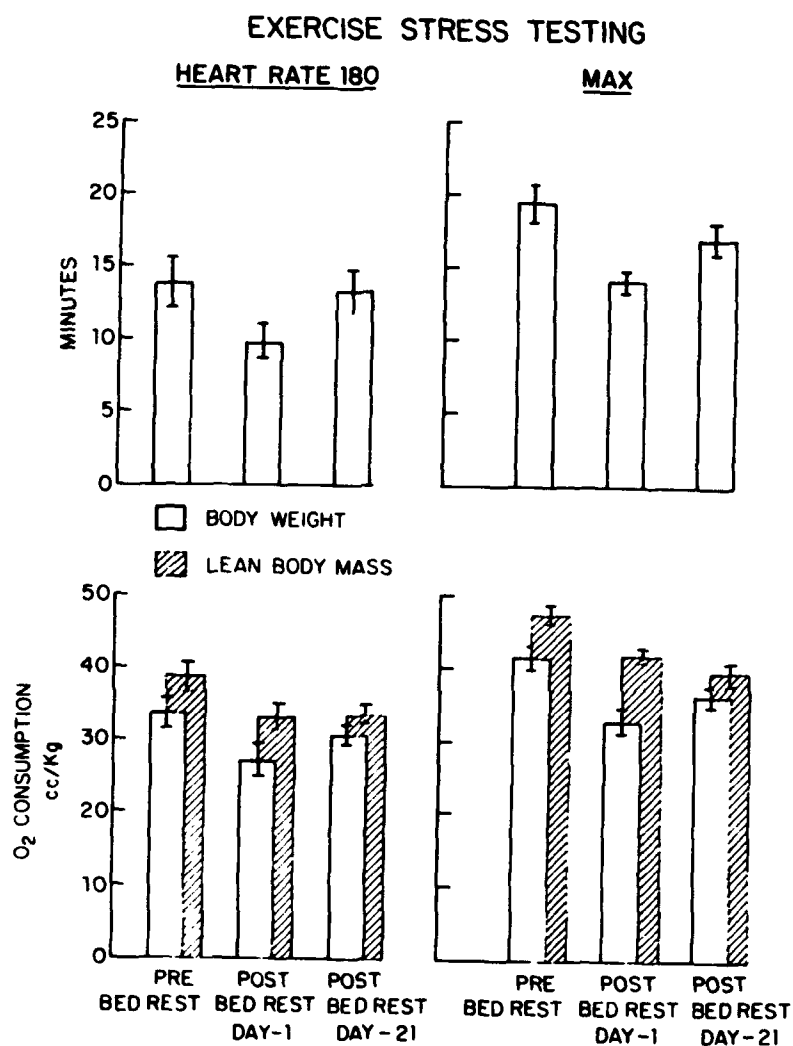 EXERCISE STRESS TESTING
HEART RATE 180
MAX
25
20
15
10
5
0
MINUTES
BODY WEIGHT
LEAN BODY MASS
50
40
30
20
10
0
O₂ CONSUMPTION
cc/Kg
PRE
BED REST
POST
BED REST
DAY-1
POST
BED REST
DAY-21
PRE
BED REST
POST
BED REST
DAY-1
POST
BED REST
DAY-21